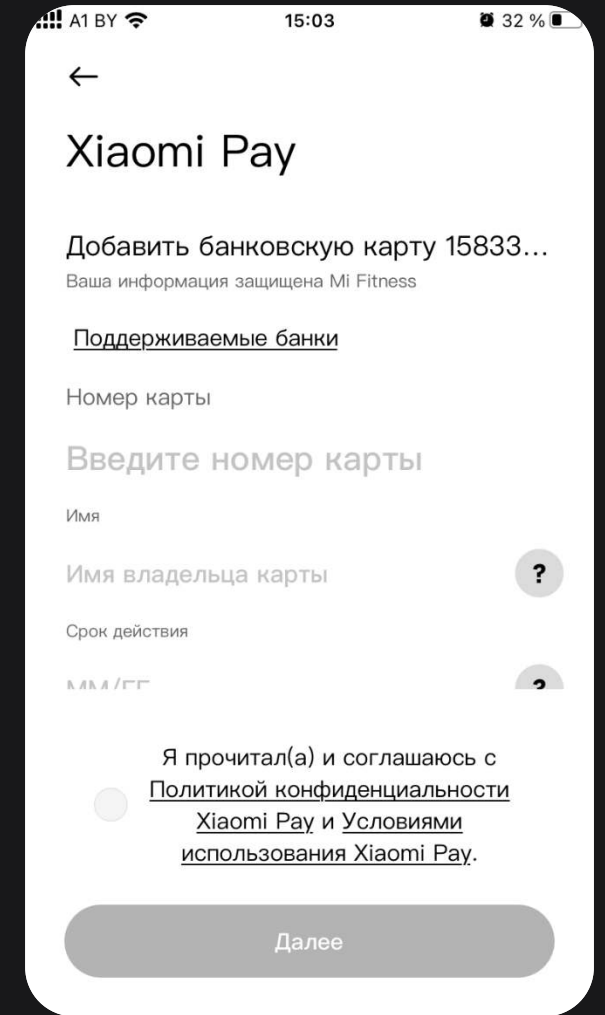 A1 BY 15:03 32 %
Xiaomi Pay
Добавить банковскую карту 15833...
Ваша информация защищена Mi Fitness
Поддерживаемые банки
Номер карты
Введите номер карты
Имя
Имя владельца карты ?
Срок действия
ММ/ГГ ?
Я прочитал(а) и соглашаюсь с
Политикой конфиденциальности
Xiaomi Pay и Условиями
использования Xiaomi Pay.
Далее